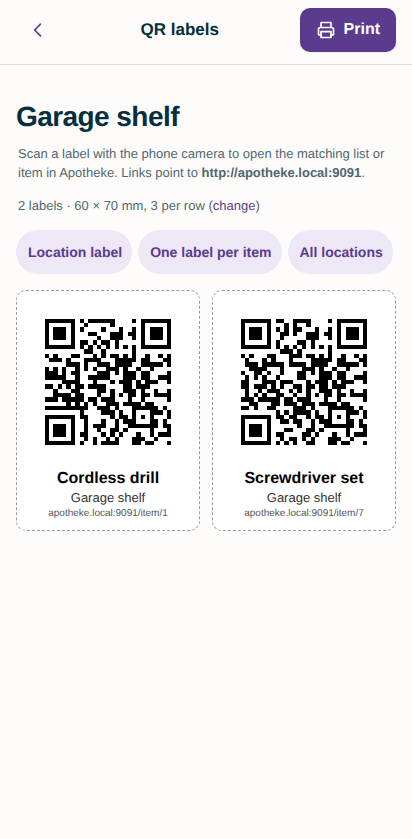 QR labels
Print
Garage shelf
Scan a label with the phone camera to open the matching list or
item in Apotheke. Links point to http://apotheke.local:9091.
2 labels · 60 × 70 mm, 3 per row (change)
Location label
One label per item
All locations
Cordless drill
Garage shelf
apotheke.local:9091/item/1
Screwdriver set
Garage shelf
apotheke.local:9091/item/7